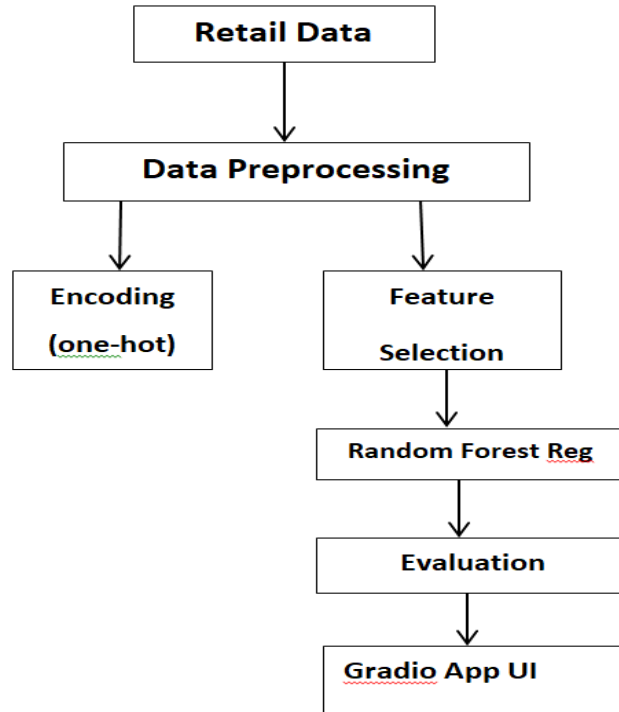 Retail Data
Data Preprocessing
Encoding
(one-hot)
Feature
Selection
Random Forest Reg
Evaluation
Gradio App UI